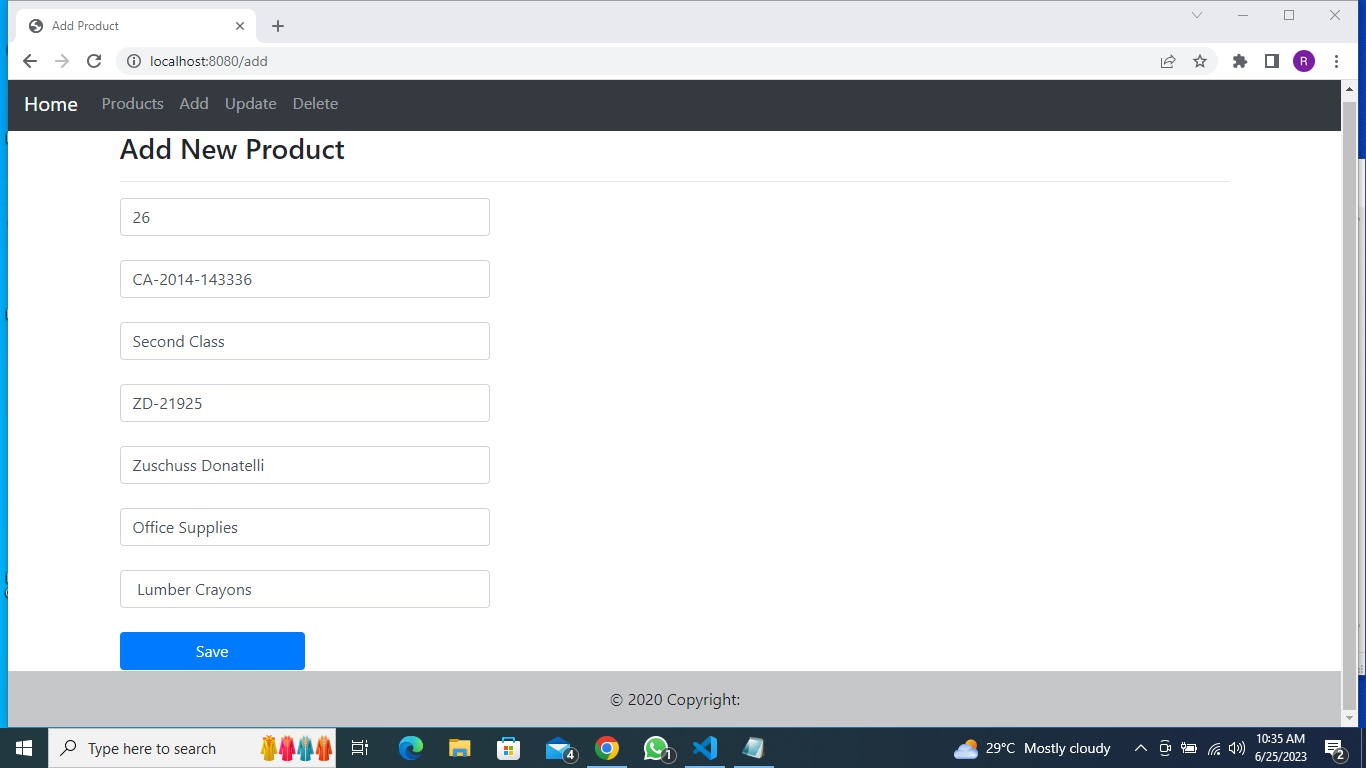 Add Product
localhost:8080/add
R
Home Products Add Update Delete
Add New Product
26
CA-2014-143336
Second Class
ZD-21925
Zuschuss Donatelli
Office Supplies
Lumber Crayons
Save
© 2020 Copyright:
Type here to search
4
1
29°C Mostly cloudy
10:35 AM
6/25/2023
2